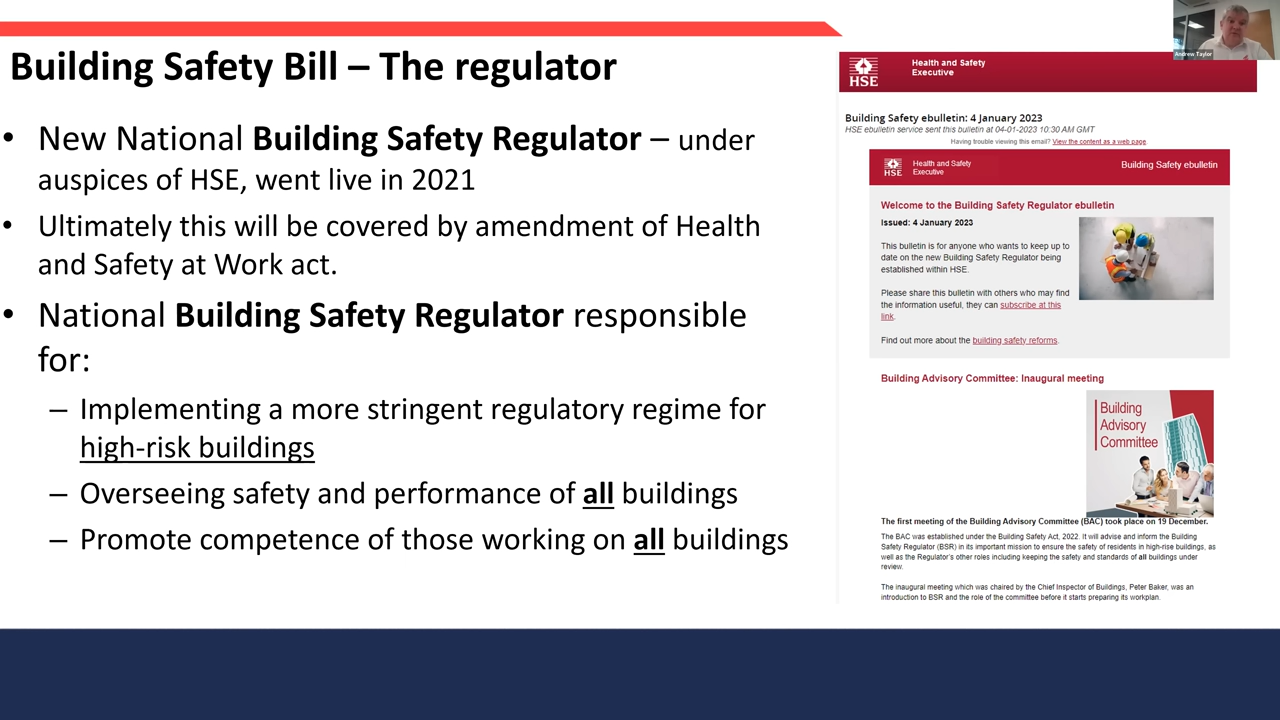 Building Safety Bill – The regulator
• New National Building Safety Regulator – under
auspices of HSE, went live in 2021
• Ultimately this will be covered by amendment of Health
and Safety at Work act.
• National Building Safety Regulator responsible
for:
– Implementing a more stringent regulatory regime for
high-risk buildings
– Overseeing safety and performance of all buildings
– Promote competence of those working on all buildings
Andrew Taylor
HSE
Health and Safety
Executive
Building Safety ebulletin: 4 January 2023
HSE ebulletin service sent this bulletin at 04-01-2023 10:30 AM GMT
Having trouble viewing this email? View the content as a web page.
HSE
Health and Safety
Executive
Building Safety ebulletin
Welcome to the Building Safety Regulator ebulletin
Issued: 4 January 2023
This bulletin is for anyone who wants to keep up to
date on the new Building Safety Regulator being
established within HSE.
Please share this bulletin with others who may find
the information useful, they can subscribe at this
link.
Find out more about the building safety reforms.
Building Advisory Committee: Inaugural meeting
Building
Advisory
Committee
The first meeting of the Building Advisory Committee (BAC) took place on 19 December.
The BAC was established under the Building Safety Act, 2022. It will advise and inform the Building
Safety Regulator (BSR) in its important mission to ensure the safety of residents in high-rise buildings, as
well as the Regulator's other roles including keeping the safety and standards of all buildings under
review.
The inaugural meeting which was chaired by the Chief Inspector of Buildings, Peter Baker, was an
introduction to BSR and the role of the committee before it starts preparing its workplan.